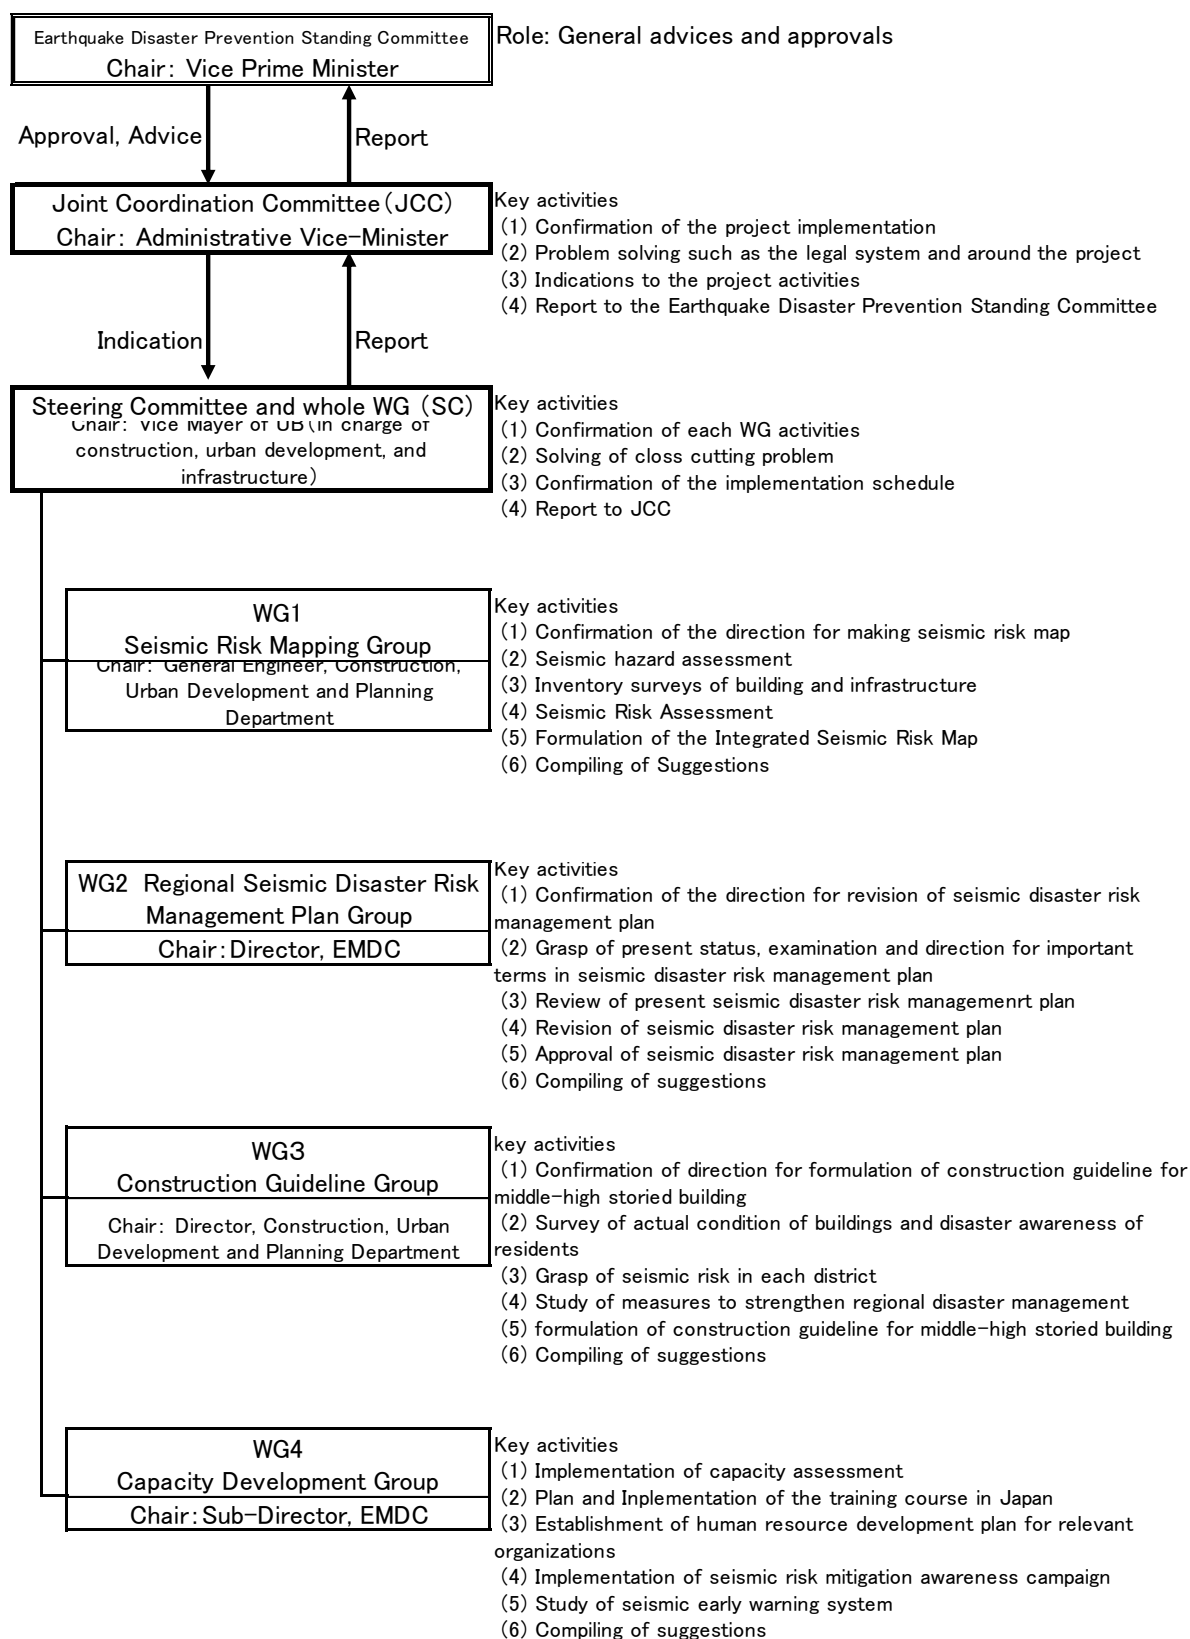 Earthquake Disaster Prevention Standing Committee
Chair: Vice Prime Minister
Role: General advices and approvals
Approval, Advice
Report
Joint Coordination Committee(JCC)
Chair: Administrative Vice-Minister
Key activities
(1) Confirmation of the project implementation
(2) Problem solving such as the legal system and around the project
(3) Indications to the project activities
(4) Report to the Earthquake Disaster Prevention Standing Committee
Indication
Report
Steering Committee and whole WG (SC)
Chair: Vice Mayer of UB(in charge of
construction, urban development, and
infrastructure)
Key activities
(1) Confirmation of each WG activities
(2) Solving of closs cutting problem
(3) Confirmation of the implementation schedule
(4) Report to JCC
WG1
Seismic Risk Mapping Group
Chair: General Engineer, Construction,
Urban Development and Planning
Department
Key activities
(1) Confirmation of the direction for making seismic risk map
(2) Seismic hazard assessment
(3) Inventory surveys of building and infrastructure
(4) Seismic Risk Assessment
(5) Formulation of the Integrated Seismic Risk Map
(6) Compiling of Suggestions
WG2 Regional Seismic Disaster Risk
Management Plan Group
Chair:Director, EMDC
Key activities
(1) Confirmation of the direction for revision of seismic disaster risk
management plan
(2) Grasp of present status, examination and direction for important
terms in seismic disaster risk management plan
(3) Review of present seismic disaster risk managemenrt plan
(4) Revision of seismic disaster risk management plan
(5) Approval of seismic disaster risk management plan
(6) Compiling of suggestions
WG3
Construction Guideline Group
Chair: Director, Construction, Urban
Development and Planning Department
key activities
(1) Confirmation of direction for formulation of construction guideline for
middle-high storied building
(2) Survey of actual condition of buildings and disaster awareness of
residents
(3) Grasp of seismic risk in each district
(4) Study of measures to strengthen regional disaster management
(5) formulation of construction guideline for middle-high storied building
(6) Compiling of suggestions
WG4
Capacity Development Group
Chair:Sub-Director, EMDC
Key activities
(1) Implementation of capacity assessment
(2) Plan and Inplementation of the training course in Japan
(3) Establishment of human resource development plan for relevant
organizations
(4) Implementation of seismic risk mitigation awareness campaign
(5) Study of seismic early warning system
(6) Compiling of suggestions